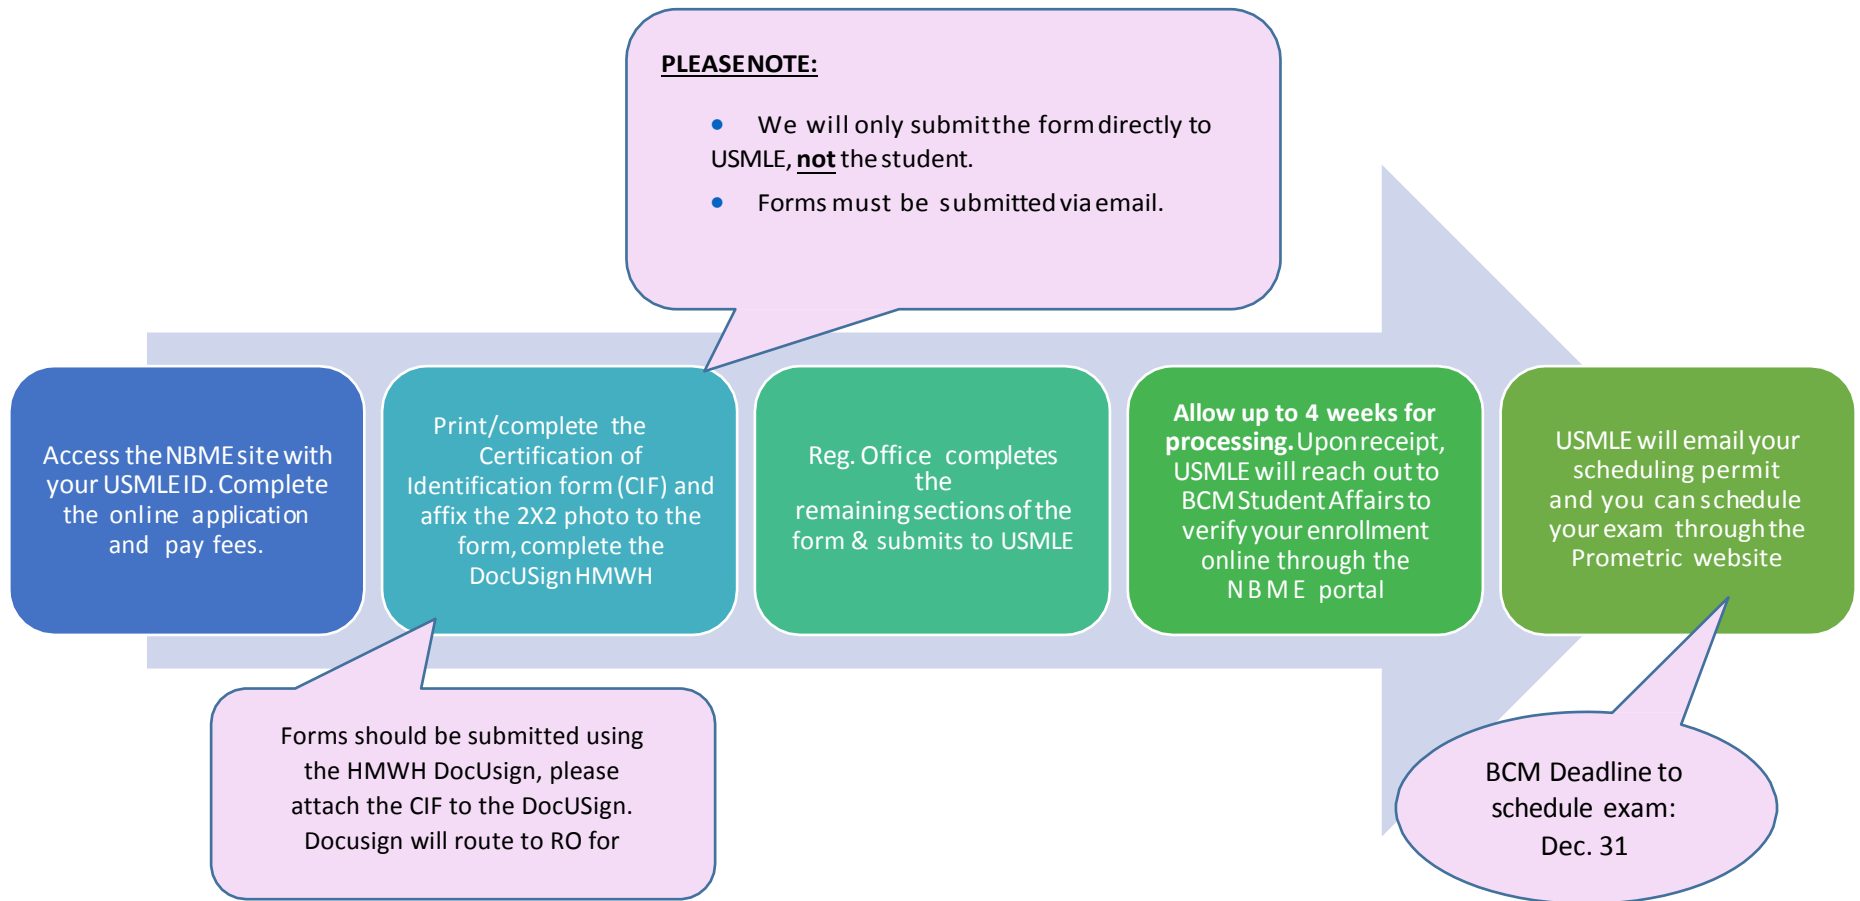 PLEASE NOTE:
• We will only submit the form directly to
USMLE, not the student.
• Forms must be submitted via email.
Access the NBME site with
your USMLE ID. Complete
the online application
and pay fees.
Print/complete the
Certification of
Identification form (CIF) and
affix the 2X2 photo to the
form, complete the
DocUSign HMWH
Reg. Office completes
the
remaining sections of the
form & submits to USMLE
Allow up to 4 weeks for
processing. Upon receipt,
USMLE will reach out to
BCM Student Affairs to
verify your enrollment
online through the
NBME portal
USMLE will email your
scheduling permit
and you can schedule
your exam through the
Prometric website
Forms should be submitted using
the HMWH DocUsign, please
attach the CIF to the DocUSign.
Docusign will route to RO for
BCM Deadline to
schedule exam:
Dec. 31